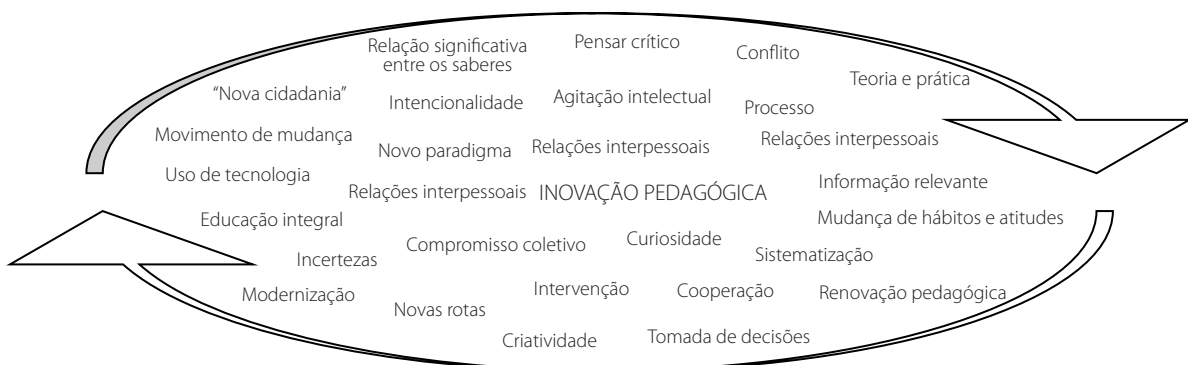 Relação significativa
entre os saberes
Pensar crítico
Conflito
Teoria e prática
“Nova cidadania”
Intencionalidade
Agitação intelectual
Processo
Movimento de mudança
Novo paradigma
Relações interpessoais
Relações interpessoais
Uso de tecnologia
Relações interpessoais
INOVAÇÃO PEDAGÓGICA
Informação relevante
Educação integral
Mudança de hábitos e atitudes
Compromisso coletivo
Curiosidade
Incertezas
Sistematização
Modernização
Novas rotas
Intervenção
Cooperação
Renovação pedagógica
Criatividade
Tomada de decisões